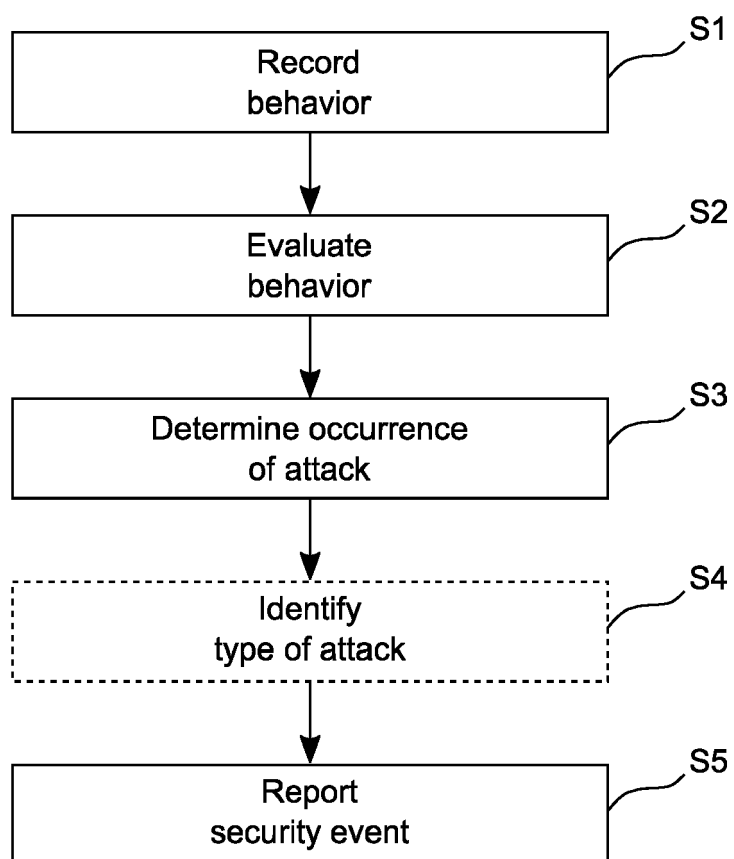 S1
Record
behavior
S2
Evaluate
behavior
S3
Determine occurrence
of attack
S4
Identify
type of attack
S5
Report
security event